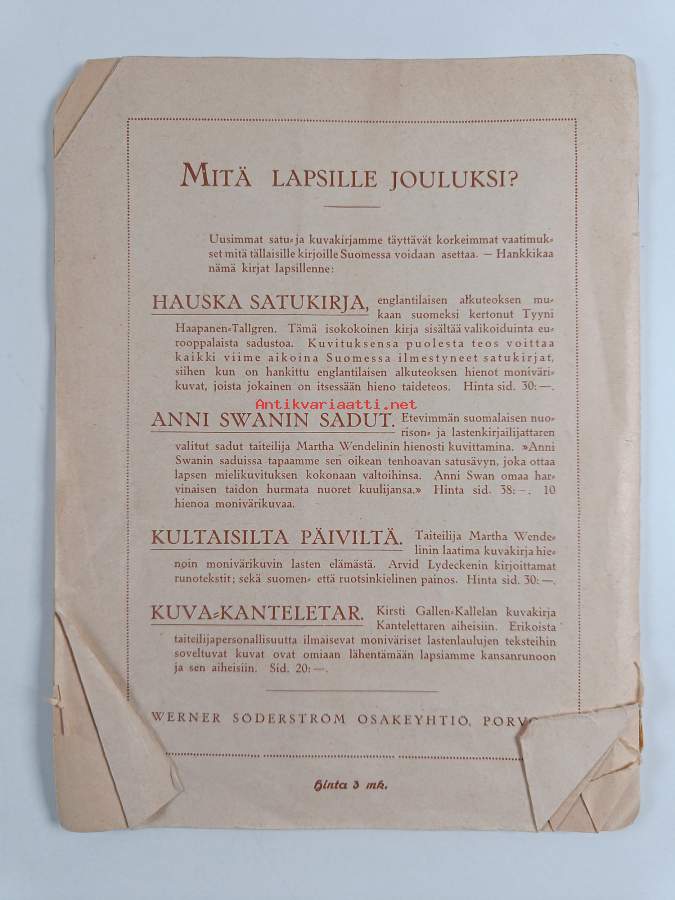 MITÄ LAPSILLE JOULUKSI?
Uusimmat satu- ja kuvakirjamme täyttävät korkeimmat vaatimuk-
set mitä tällaisille kirjoille Suomessa voidaan asettaa. — Hankkikaa
nämä kirjat lapsillenne:
HAUSKA SATUKIRJA, englantilaisen alkuteoksen mu-
kaan suomeksi kertonut Tyyni
Haapanen-Tallgren. Tämä isokokoinen kirja sisältää valikoiduinta eu-
rooppalaista sadustoa. Kuvituksensa puolesta teos voittaa
kaikki viime aikoina Suomessa ilmestyneet satukirjat,
siihen kun on hankittu englantilaisen alkuteoksen hienot moniväri-
kuvat, joista jokainen on itsessään hieno taideteos. Hinta sid. 30:—.
Antikvariaatti.net
ANNI SWANIN SADUT. Etevimmän suomalaisen nuo-
rison- ja lastenkirjailijattaren
valitut sadut taiteilija Martha Wendelinin hienosti kuvittamina. »Anni
Swanin saduissa tapaamme sen oikean tenhoavan satusävyn, joka ottaa
lapsen mielikuvituksen kokonaan valtoihinsa. Anni Swan omaa har-
vinaisen taidon hurmata nuoret kuulijansa.» Hinta sid. 38:—. 10
hienoa monivärikuvaa.
KULTAISILTA PÄIVILTÄ. Taiteilija Martha Wende-
linin laatima kuvakirja hie-
noin monivärikuvin lasten elämästä. Arvid Lydeckenin kirjoittamat
runotekstit; sekä suomen- että ruotsinkielinen painos. Hinta sid. 30:—.
KUVA-KANTELETAR. Kirsti Gallen-Kallelan kuvakirja
Kantelettaren aiheisiin. Erikoista
taiteilijapersonallisuutta ilmaisevat moniväriset lastenlaulujen teksteihin
soveltuvat kuvat ovat omiaan lähentämään lapsiamme kansanrunoon
ja sen aiheisiin. Sid. 20:—.
WERNER SÖDERSTRÖM OSAKEYHTIÖ, PORV
Hinta 3 mk.